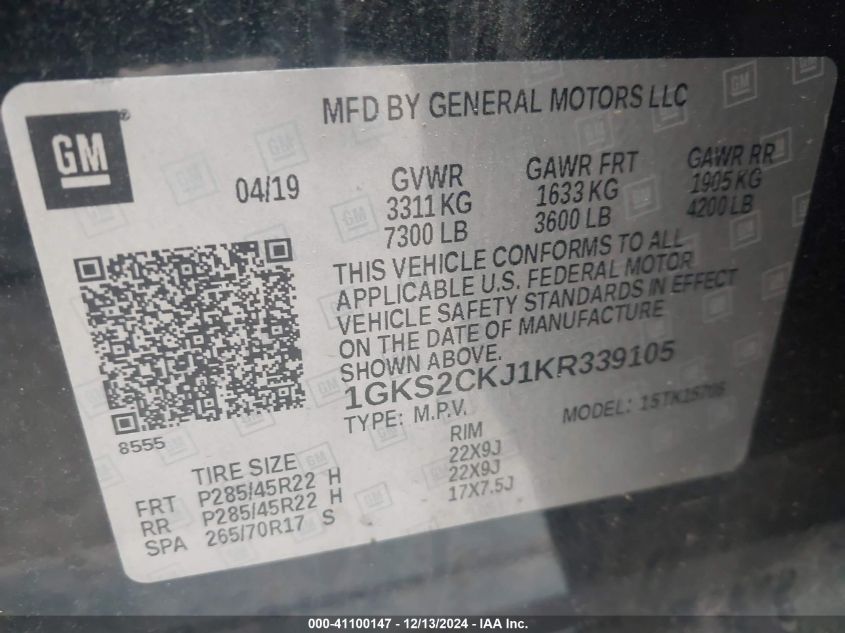 GM
MFD BY GENERAL MOTORS LLC
04/19
GVWR
3311 KG
7300 LB
GAWR FRT
1633 KG
3600 LB
GAWR RR
1905 KG
4200 LB
THIS VEHICLE CONFORMS TO ALL
APPLICABLE U.S. FEDERAL MOTOR
VEHICLE SAFETY STANDARDS IN EFFECT
ON THE DATE OF MANUFACTURE
SHOWN ABOVE.
1GKS2CKJ1KR339105
TYPE: M.P.V. MODEL:
8555
TIRE SIZE RIM
FRT P285/45R22 H 22X9J
RR P285/45R22 H 22X9J
SPA 265/70R17 S 17X7.5J
000-41100147 - 12/13/2024 - IAA Inc.